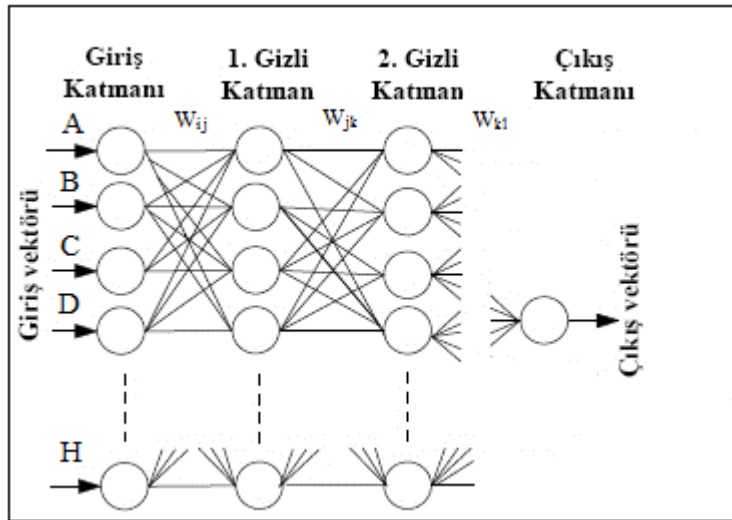 Giriş
Katmanı
1. Gizli
Katman
2. Gizli
Katman
Çıkış
Katmanı
Wij
Wjk
Wkl
A
B
C
D
H
Giriş vektörü
Çıkış vektörü